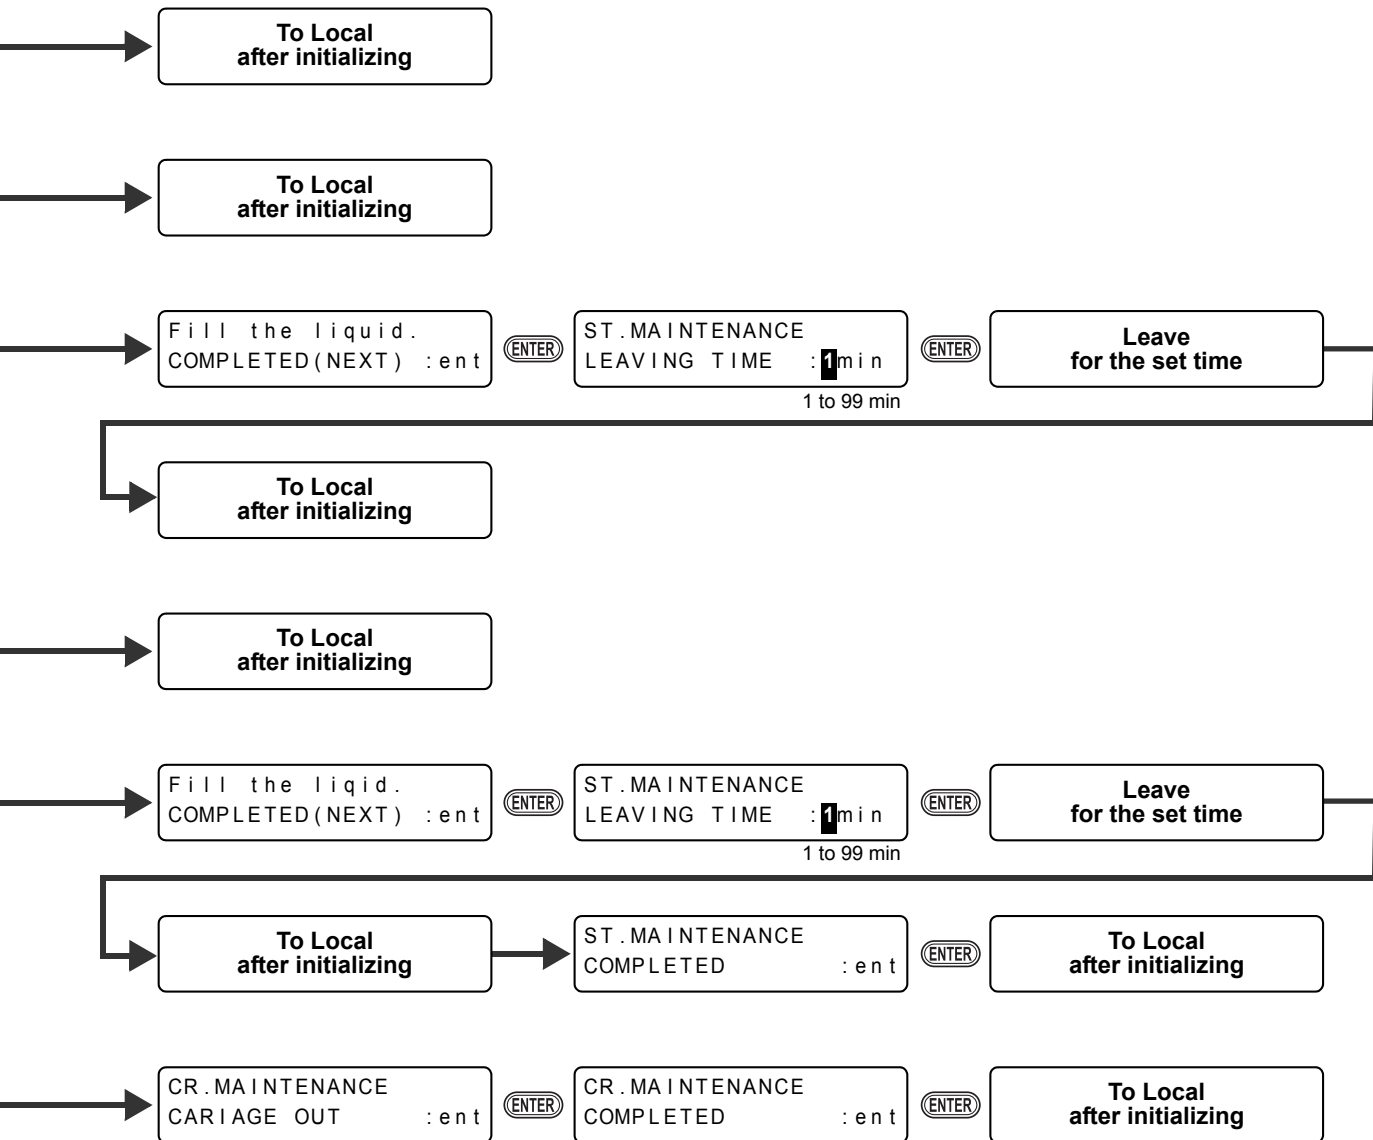 To Local
after initializing
To Local
after initializing
Fill the liquid.
COMPLETED(NEXT) :ent
ENTER
ST.MAINTENANCE
LEAVING TIME :1min
1 to 99 min
ENTER
Leave
for the set time
To Local
after initializing
To Local
after initializing
Fill the liqid.
COMPLETED(NEXT) :ent
ENTER
ST.MAINTENANCE
LEAVING TIME :1min
1 to 99 min
ENTER
Leave
for the set time
To Local
after initializing
ST.MAINTENANCE
COMPLETED :ent
ENTER
To Local
after initializing
CR.MAINTENANCE
CARIAGE OUT :ent
ENTER
CR.MAINTENANCE
COMPLETED :ent
ENTER
To Local
after initializing